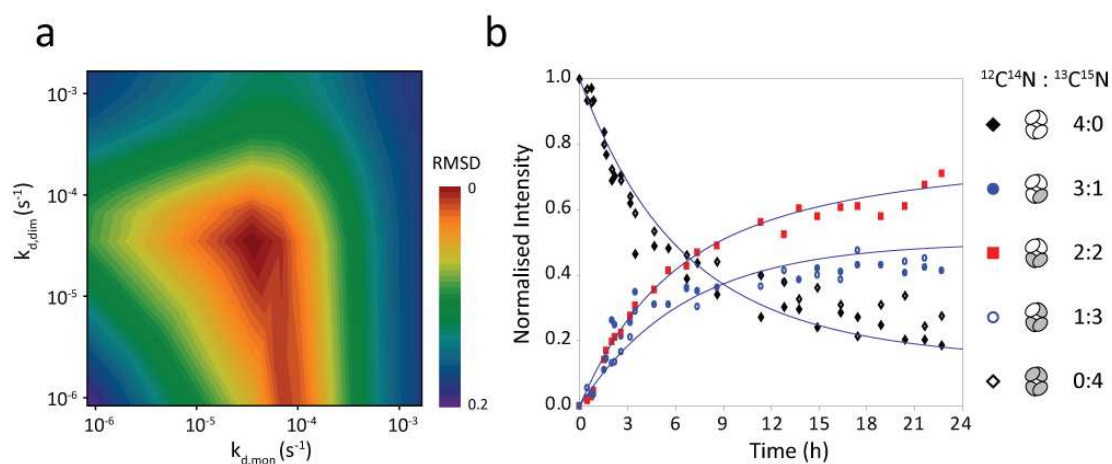 a
10⁻³
10⁻⁴
10⁻⁵
10⁻⁶
k_d,dim (s⁻¹)
10⁻⁶ 10⁻⁵ 10⁻⁴ 10⁻³
k_d,mon (s⁻¹)
RMSD
0
0.2
b
1.0
0.8
0.6
0.4
0.2
0.0
Normalised Intensity
0 3 6 9 12 15 18 21 24
Time (h)
¹²C¹⁴N : ¹³C¹⁵N
4:0
3:1
2:2
1:3
0:4